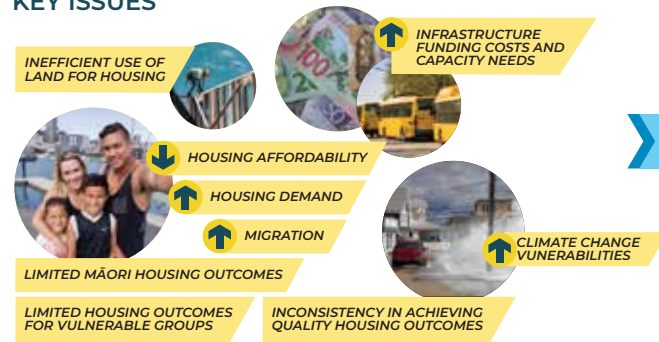 KEY ISSUES
INEFFICIENT USE OF
LAND FOR HOUSING
INFRASTRUCTURE
FUNDING COSTS AND
CAPACITY NEEDS
HOUSING AFFORDABILITY
HOUSING DEMAND
MIGRATION
CLIMATE CHANGE
VUNERABILITIES
LIMITED MĀORI HOUSING OUTCOMES
LIMITED HOUSING OUTCOMES
FOR VULNERABLE GROUPS
INCONSISTENCY IN ACHIEVING
QUALITY HOUSING OUTCOMES
100